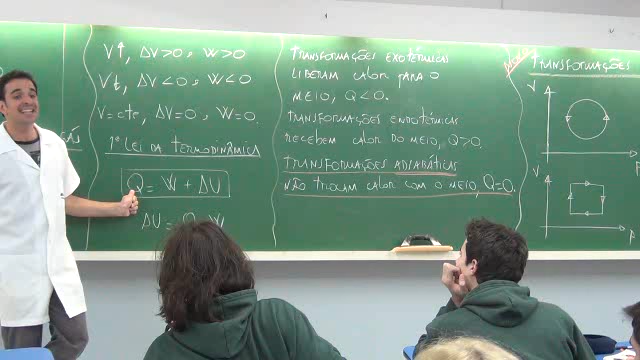 V↑, ΔV>0, W>0
V↓, ΔV<0, W<0
V=cte, ΔV=0, W=0.
1ª LEI DA TERMODINÂMICA
Q = W + ΔU
ΔU = Q W
TRANSFORMAÇÕES EXOTÉRMICAS
LIBERAM CALOR PARA O
MEIO, Q<0.
TRANSFORMAÇÕES ENDOTÉRMICAS
RECEBEM CALOR DO MEIO, Q>0.
TRANSFORMAÇÕES ADIABÁTICAS
NÃO TROCAM CALOR COM O MEIO, Q=0.
TRANSFORMAÇÕES
V
V
P